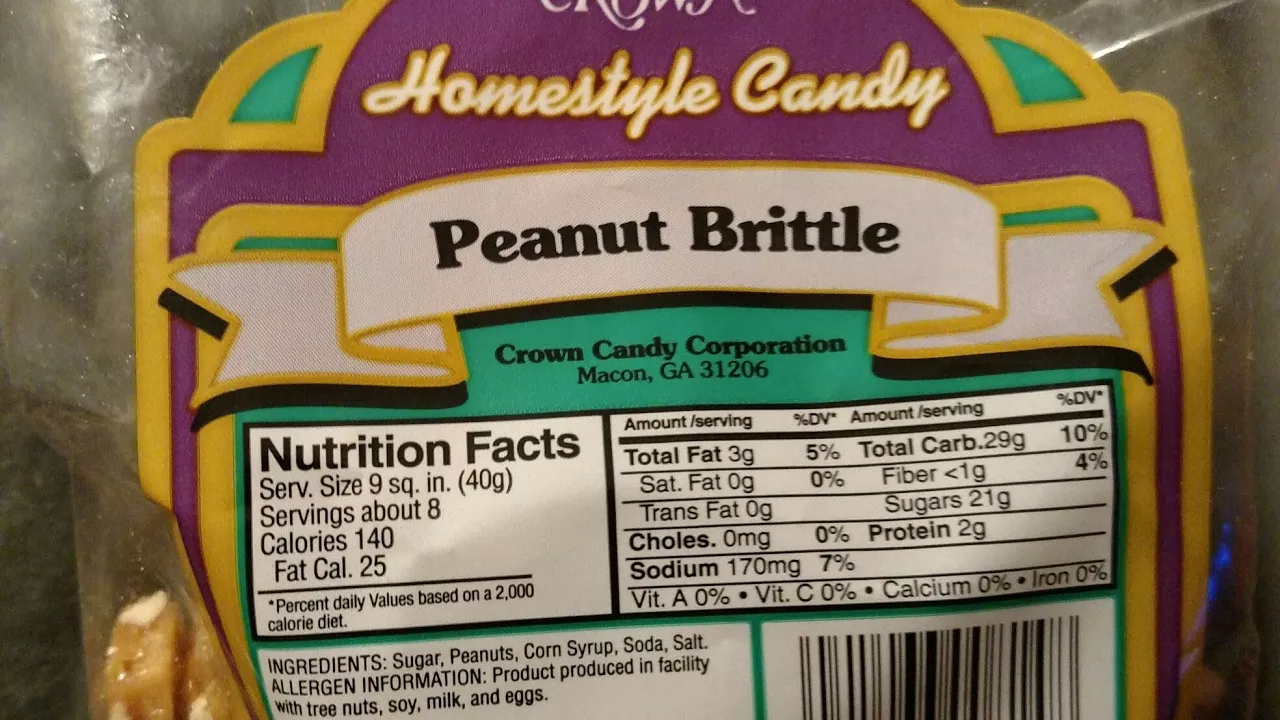 CROWN
Homestyle Candy
Peanut Brittle
Crown Candy Corporation
Macon, GA 31206
Nutrition Facts
Serv. Size 9 sq. in. (40g)
Servings about 8
Calories 140
Fat Cal. 25
*Percent daily Values based on a 2,000
calorie diet.
Amount/serving %DV* Amount/serving %DV*
Total Fat 3g 5% Total Carb.29g 10%
Sat. Fat 0g 0% Fiber <1g 4%
Trans Fat 0g Sugars 21g
Choles. 0mg 0% Protein 2g
Sodium 170mg 7%
Vit. A 0% • Vit. C 0% • Calcium 0% • Iron 0%
INGREDIENTS: Sugar, Peanuts, Corn Syrup, Soda, Salt.
ALLERGEN INFORMATION: Product produced in facility
with tree nuts, soy, milk, and eggs.